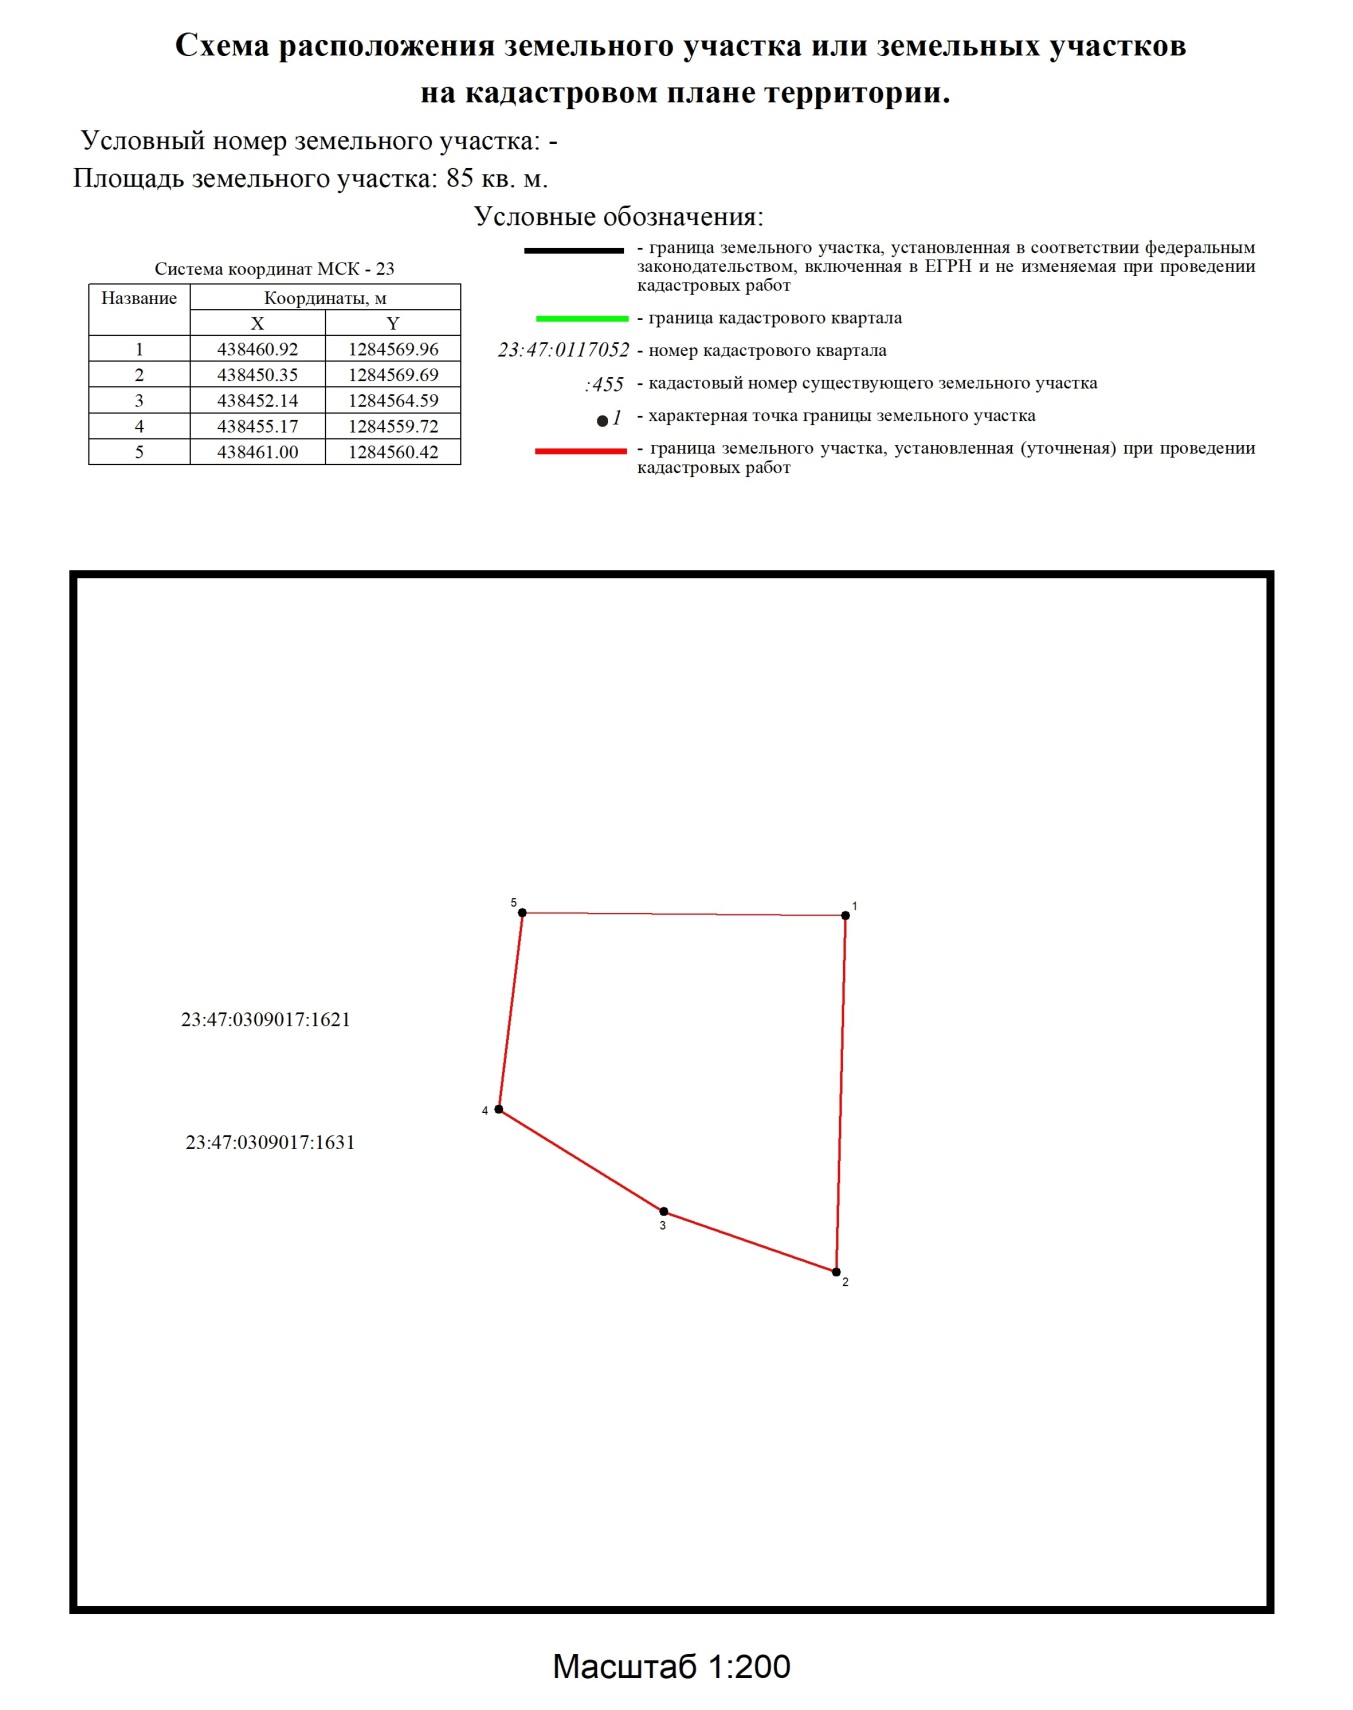 Схема расположения земельного участка или земельных участков
на кадастровом плане территории.
Условный номер земельного участка: -
Площадь земельного участка: 85 кв. м.
Условные обозначения:
- граница земельного участка, установленная в соответствии федеральным
законодательством, включенная в ЕГРН и не изменяемая при проведении
кадастровых работ
- граница кадастрового квартала
23:47:0117052 - номер кадастрового квартала
:455 - кадастовый номер существующего земельного участка
1 - характерная точка границы земельного участка
- граница земельного участка, установленная (уточненая) при проведении
кадастровых работ
Система координат МСК - 23
Название Координаты, м
X Y
1 438460.92 1284569.96
2 438450.35 1284569.69
3 438452.14 1284564.59
4 438455.17 1284559.72
5 438461.00 1284560.42
5 1
23:47:0309017:1621
4
23:47:0309017:1631
3
2
Масштаб 1:200